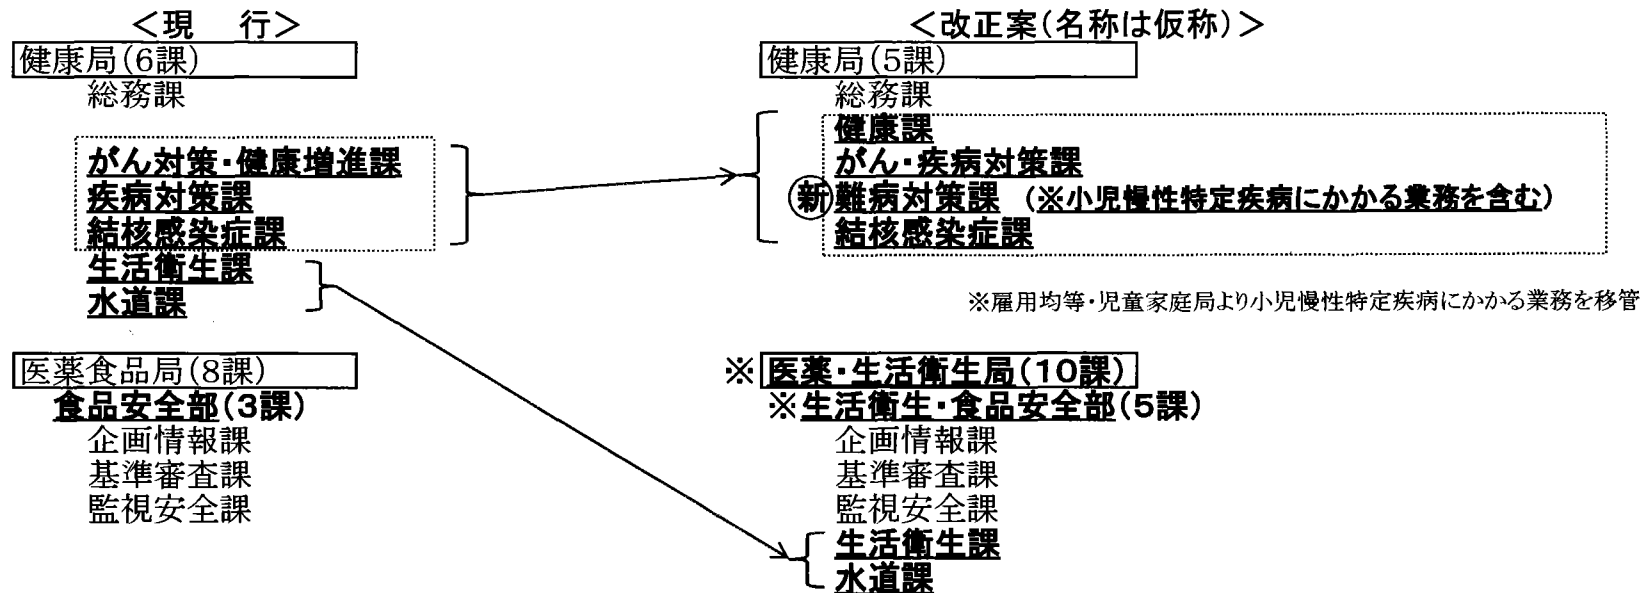 ＜現　行＞
健康局(6課)
総務課
がん対策・健康増進課
疾病対策課
結核感染症課
生活衛生課
水道課
医薬食品局(8課)
食品安全部(3課)
企画情報課
基準審査課
監視安全課
＜改正案(名称は仮称)＞
健康局(5課)
総務課
健康課
がん・疾病対策課
新 難病対策課 (※小児慢性特定疾病にかかる業務を含む)
結核感染症課
※雇用均等・児童家庭局より小児慢性特定疾病にかかる業務を移管
※医薬・生活衛生局(10課)
※生活衛生・食品安全部(5課)
企画情報課
基準審査課
監視安全課
生活衛生課
水道課